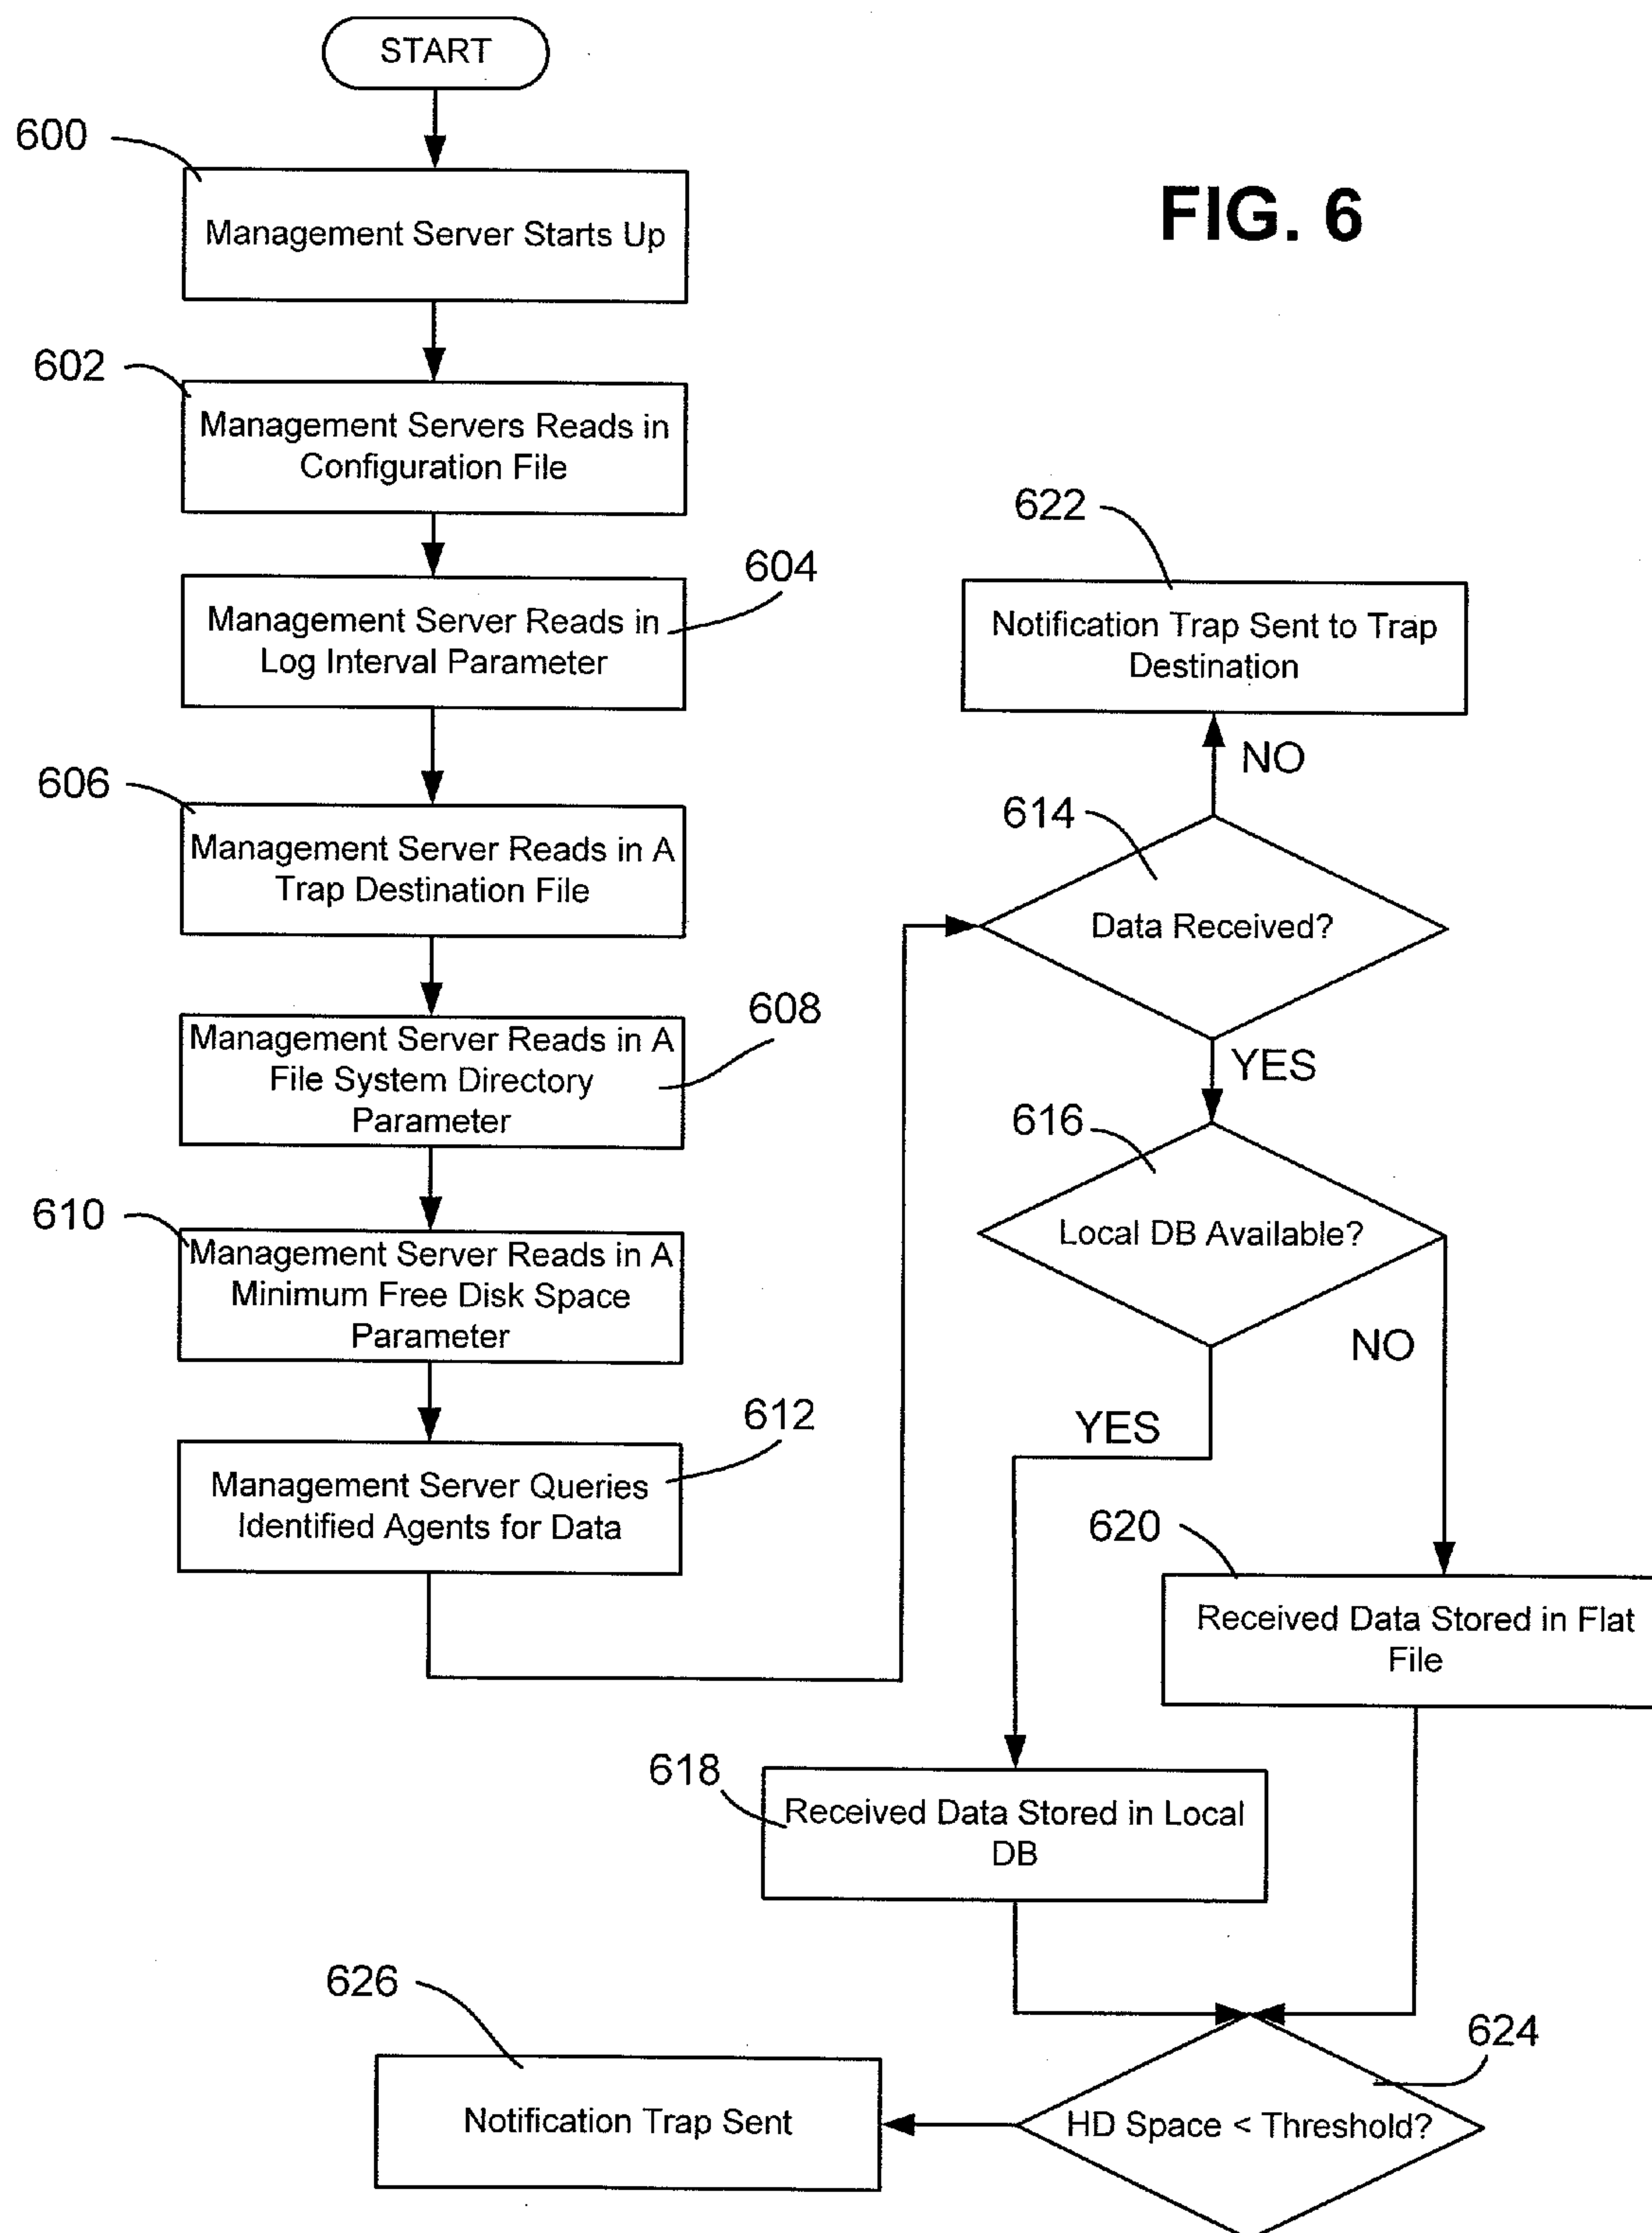 START
FIG. 6
600
Management Server Starts Up
602
Management Servers Reads in
Configuration File
604
Management Server Reads in
Log Interval Parameter
606
Management Server Reads in A
Trap Destination File
608
Management Server Reads in A
File System Directory
Parameter
610
Management Server Reads in A
Minimum Free Disk Space
Parameter
612
Management Server Queries
Identified Agents for Data
622
Notification Trap Sent to Trap
Destination
NO
614
Data Received?
YES
616
Local DB Available?
NO
YES
620
Received Data Stored in Flat
File
618
Received Data Stored in Local
DB
624
HD Space < Threshold?
626
Notification Trap Sent